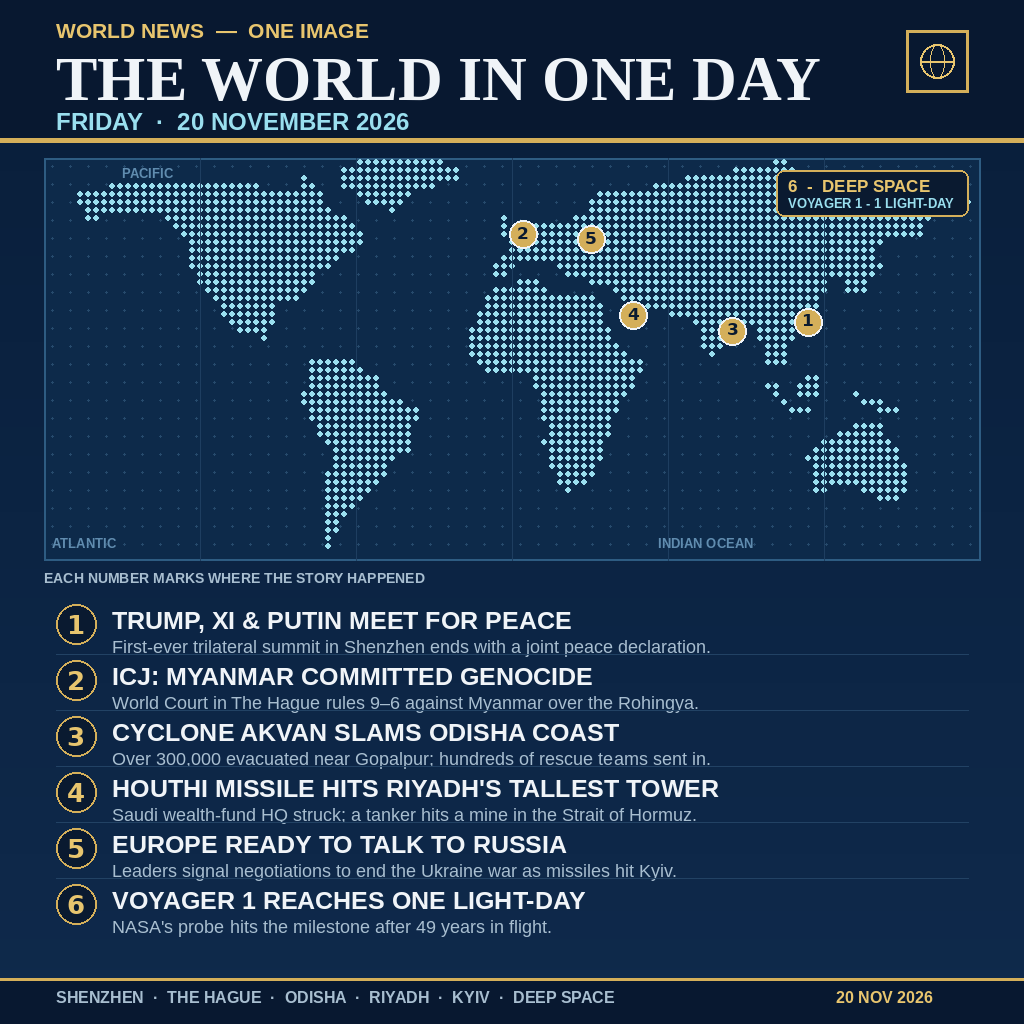 WORLD NEWS — ONE IMAGE
THE WORLD IN ONE DAY
FRIDAY · 20 NOVEMBER 2026
PACIFIC
6 - DEEP SPACE
VOYAGER 1 - 1 LIGHT-DAY
2
5
4
3
1
ATLANTIC
INDIAN OCEAN
EACH NUMBER MARKS WHERE THE STORY HAPPENED
1 TRUMP, XI & PUTIN MEET FOR PEACE
First-ever trilateral summit in Shenzhen ends with a joint peace declaration.
2 ICJ: MYANMAR COMMITTED GENOCIDE
World Court in The Hague rules 9–6 against Myanmar over the Rohingya.
3 CYCLONE AKVAN SLAMS ODISHA COAST
Over 300,000 evacuated near Gopalpur; hundreds of rescue teams sent in.
4 HOUTHI MISSILE HITS RIYADH'S TALLEST TOWER
Saudi wealth-fund HQ struck; a tanker hits a mine in the Strait of Hormuz.
5 EUROPE READY TO TALK TO RUSSIA
Leaders signal negotiations to end the Ukraine war as missiles hit Kyiv.
6 VOYAGER 1 REACHES ONE LIGHT-DAY
NASA's probe hits the milestone after 49 years in flight.
SHENZHEN · THE HAGUE · ODISHA · RIYADH · KYIV · DEEP SPACE
20 NOV 2026